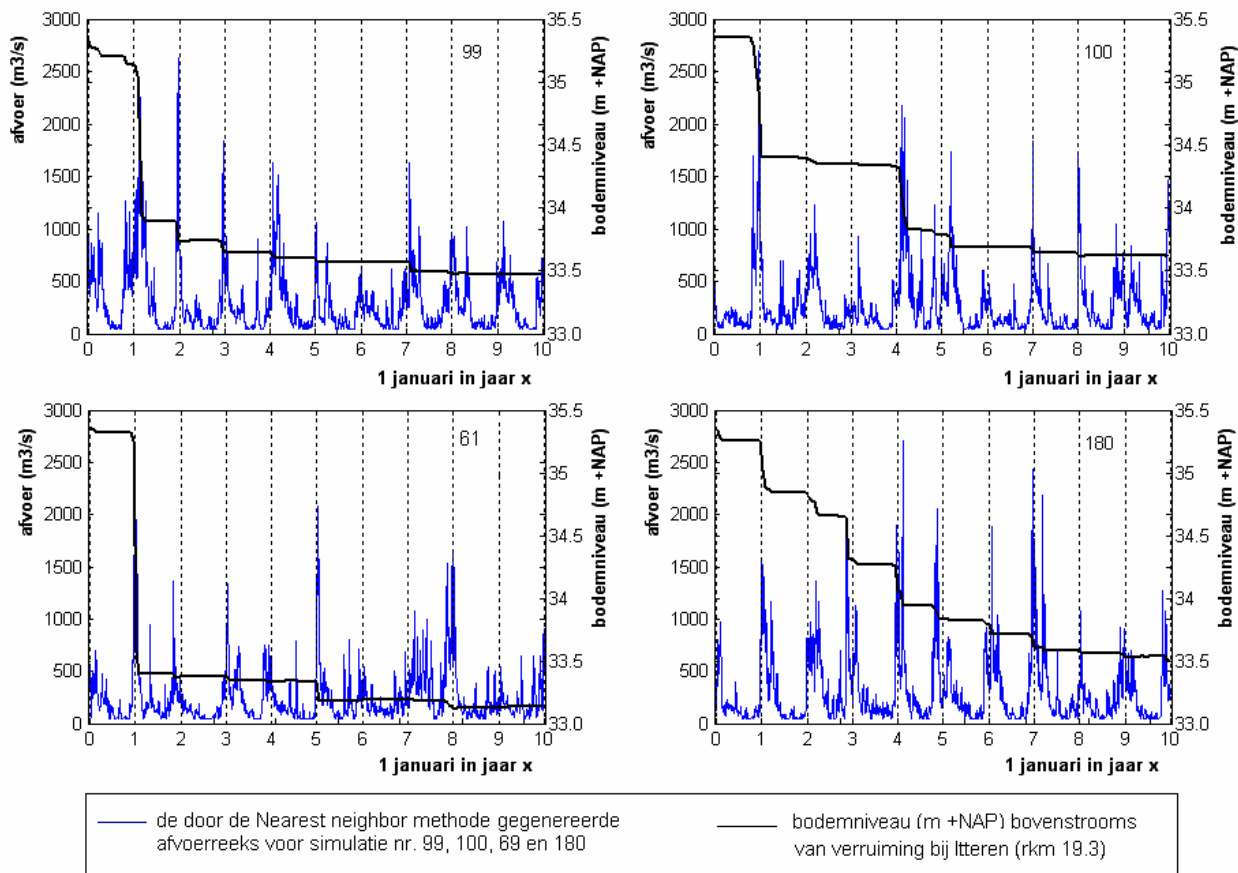 99
afvoer (m3/s)
3000
2500
2000
1500
1000
500
0
35.5
35
34.5
34
33.5
33.0
bodemniveau (m +NAP)
0 1 2 3 4 5 6 7 8 9 10
1 januari in jaar x
100
afvoer (m3/s)
3000
2500
2000
1500
1000
500
0
35.5
35
34.5
34
33.5
33.0
bodemniveau (m +NAP)
0 1 2 3 4 5 6 7 8 9 10
1 januari in jaar x
61
afvoer (m3/s)
3000
2500
2000
1500
1000
500
0
35.5
35
34.5
34
33.5
33.0
bodemniveau (m +NAP)
0 1 2 3 4 5 6 7 8 9 10
1 januari in jaar x
180
afvoer (m3/s)
3000
2500
2000
1500
1000
500
0
35.5
35
34.5
34
33.5
33.0
bodemniveau (m +NAP)
0 1 2 3 4 5 6 7 8 9 10
1 januari in jaar x
de door de Nearest neighbor methode gegenereerde
afvoerreeks voor simulatie nr. 99, 100, 69 en 180
bodemniveau (m +NAP) bovenstrooms
van verruiming bij Itteren (rkm 19.3)